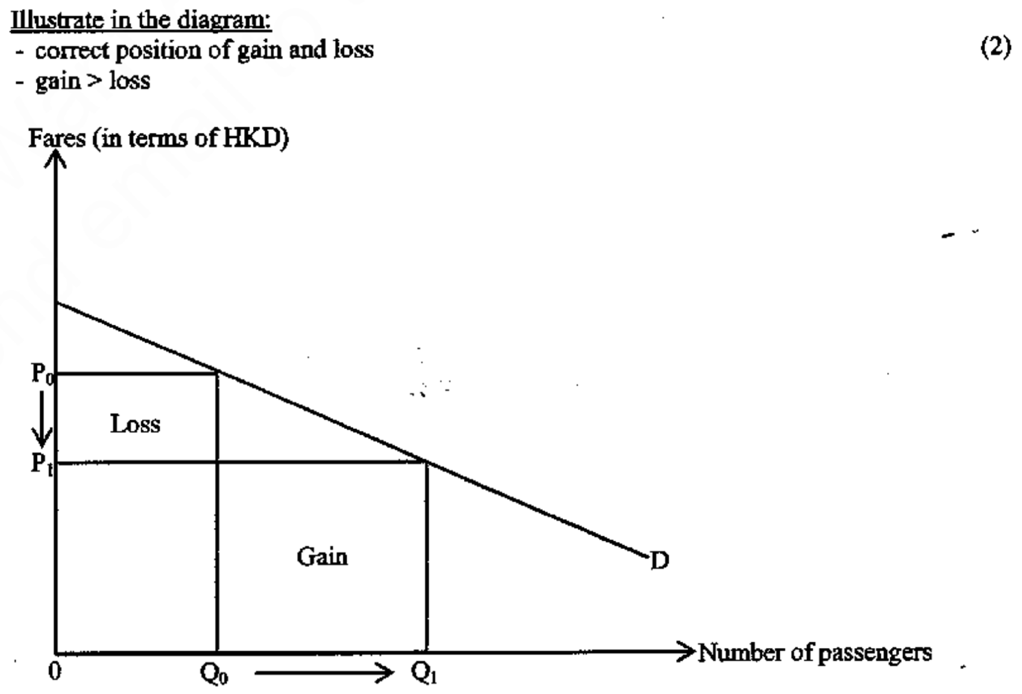 Illustrate in the diagram:
- correct position of gain and loss
(2)
- gain > loss
Fares (in terms of HKD)
P₀
Loss
P₁
Gain
D
0
Q₀
Q₁
Number of passengers